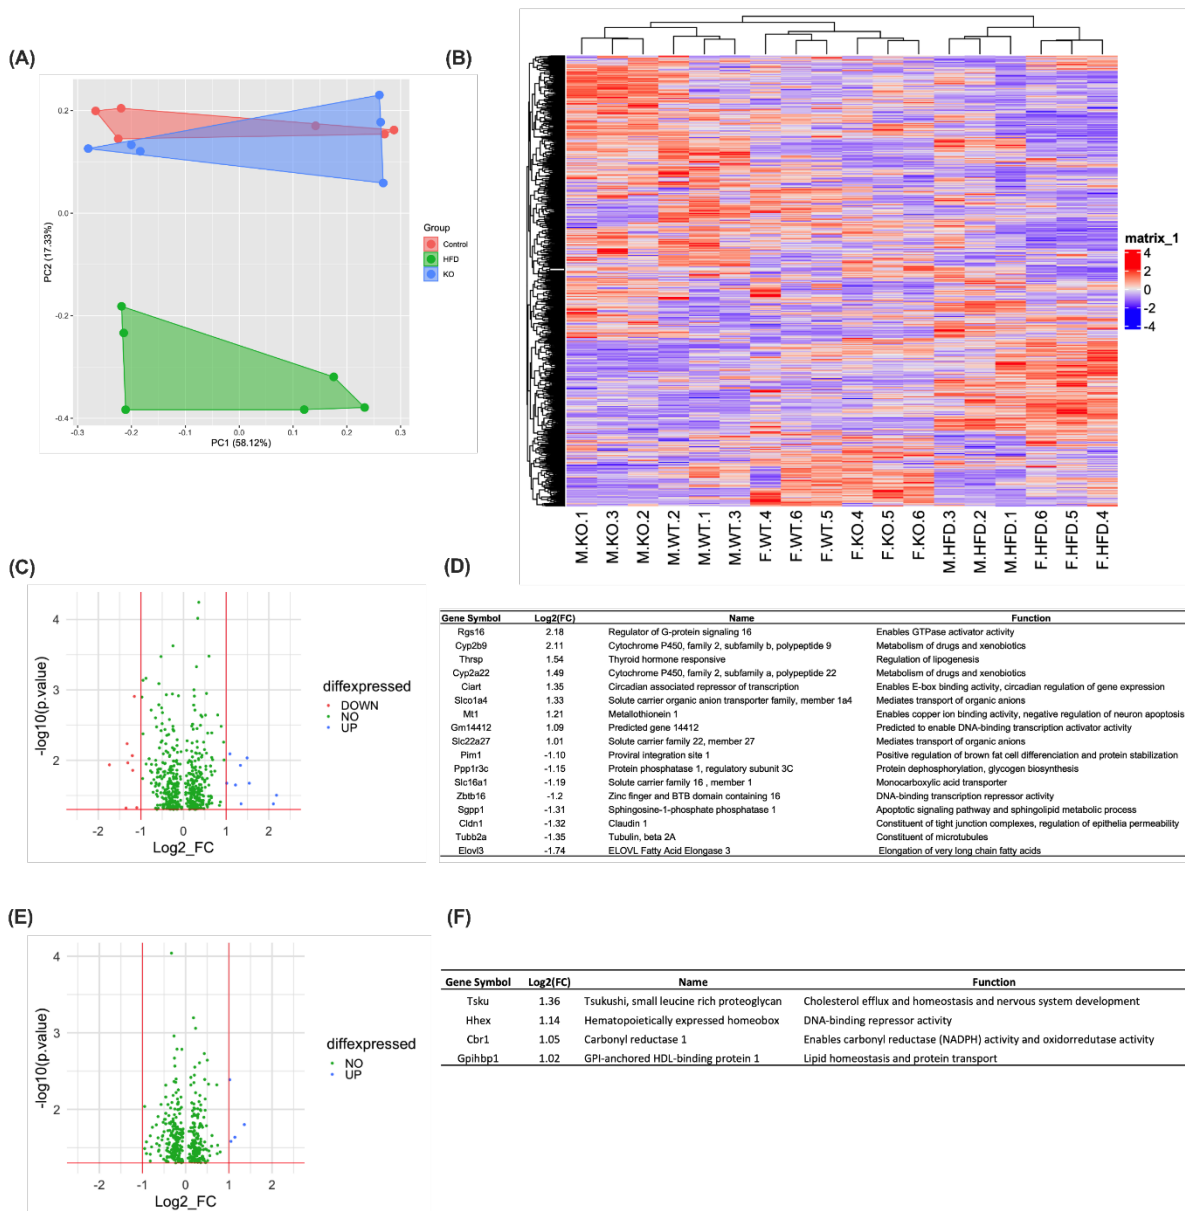 (A)
0.2
0.0
-0.2
-0.4
PC2 (17.33%)
-0.3
-0.2
-0.1
0.0
0.1
0.2
0.3
PC1 (58.12%)
Group
Control
HFD
KO
(B)
matrix_1
4
2
0
-2
-4
M.KO.1
M.KO.3
M.KO.2
M.WT.2
M.WT.1
M.WT.3
F.WT.4
F.WT.6
F.WT.5
F.KO.4
F.KO.5
F.KO.6
M.HFD.3
M.HFD.2
M.HFD.1
F.HFD.6
F.HFD.5
F.HFD.4
(C)
4
3
2
-log10(p.value)
-2
-1
0
1
2
Log2_FC
diffexpressed
DOWN
NO
UP
(D)
Gene Symbol Log2(FC) Name Function
Rgs16 2.18 Regulator of G-protein signaling 16 Enables GTPase activator activity
Cyp2b9 2.11 Cytochrome P450, family 2, subfamily b, polypeptide 9 Metabolism of drugs and xenobiotics
Thrsp 1.54 Thyroid hormone responsive Regulation of lipogenesis
Cyp2a22 1.49 Cytochrome P450, family 2, subfamily a, polypeptide 22 Metabolism of drugs and xenobiotics
Ciart 1.35 Circadian associated repressor of transcription Enables E-box binding activity, circadian regulation of gene expression
Slco1a4 1.33 Solute carrier organic anion transporter family, member 1a4 Mediates transport of organic anions
Mt1 1.21 Metallothionein 1 Enables copper ion binding activity, negative regulation of neuron apoptosis
Gm14412 1.09 Predicted gene 14412 Predicted to enable DNA-binding transcription activator activity
Slc22a27 1.01 Solute carrier family 22, member 27 Mediates transport of organic anions
Pim1 -1.10 Proviral integration site 1 Positive regulation of brown fat cell differenciation and protein stabilization
Ppp1r3c -1.15 Protein phosphatase 1, regulatory subunit 3C Protein dephosphorylation, glycogen biosynthesis
Slc16a1 -1.19 Solute carrier family 16 , member 1 Monocarboxylic acid transporter
Zbtb16 -1.2 Zinc finger and BTB domain containing 16 DNA-binding transcription repressor activity
Sgpp1 -1.31 Sphingosine-1-phosphate phosphatase 1 Apoptotic signaling pathway and sphingolipid metabolic process
Cldn1 -1.32 Claudin 1 Constituent of tight junction complexes, regulation of epithelia permeability
Tubb2a -1.35 Tubulin, beta 2A Constituent of microtubules
Elovl3 -1.74 ELOVL Fatty Acid Elongase 3 Elongation of very long chain fatty acids
(E)
4
3
2
-log10(p.value)
-2
-1
0
1
2
Log2_FC
diffexpressed
NO
UP
(F)
Gene Symbol Log2(FC) Name Function
Tsku 1.36 Tsukushi, small leucine rich proteoglycan Cholesterol efflux and homeostasis and nervous system development
Hhex 1.14 Hematopoietically expressed homeobox DNA-binding repressor activity
Cbr1 1.05 Carbonyl reductase 1 Enables carbonyl reductase (NADPH) activity and oxidorredutase activity
Gpihbp1 1.02 GPI-anchored HDL-binding protein 1 Lipid homeostasis and protein transport